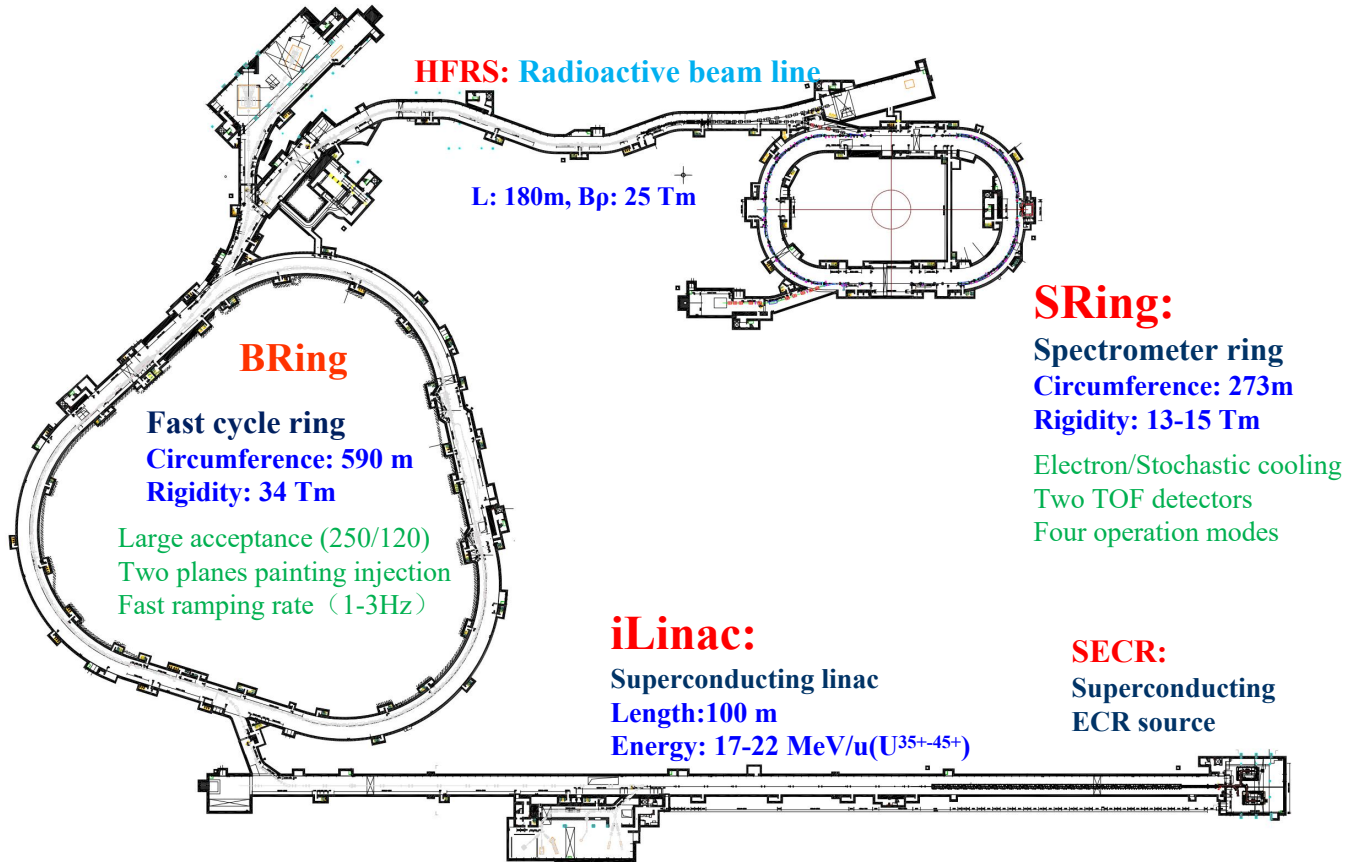 HFRS: Radioactive beam line
L: 180m, Bρ: 25 Tm
BRing
Fast cycle ring
Circumference: 590 m
Rigidity: 34 Tm
Large acceptance (250/120)
Two planes painting injection
Fast ramping rate（1-3Hz）
SRing:
Spectrometer ring
Circumference: 273m
Rigidity: 13-15 Tm
Electron/Stochastic cooling
Two TOF detectors
Four operation modes
iLinac:
Superconducting linac
Length:100 m
Energy: 17-22 MeV/u(U35+-45+)
SECR:
Superconducting
ECR source